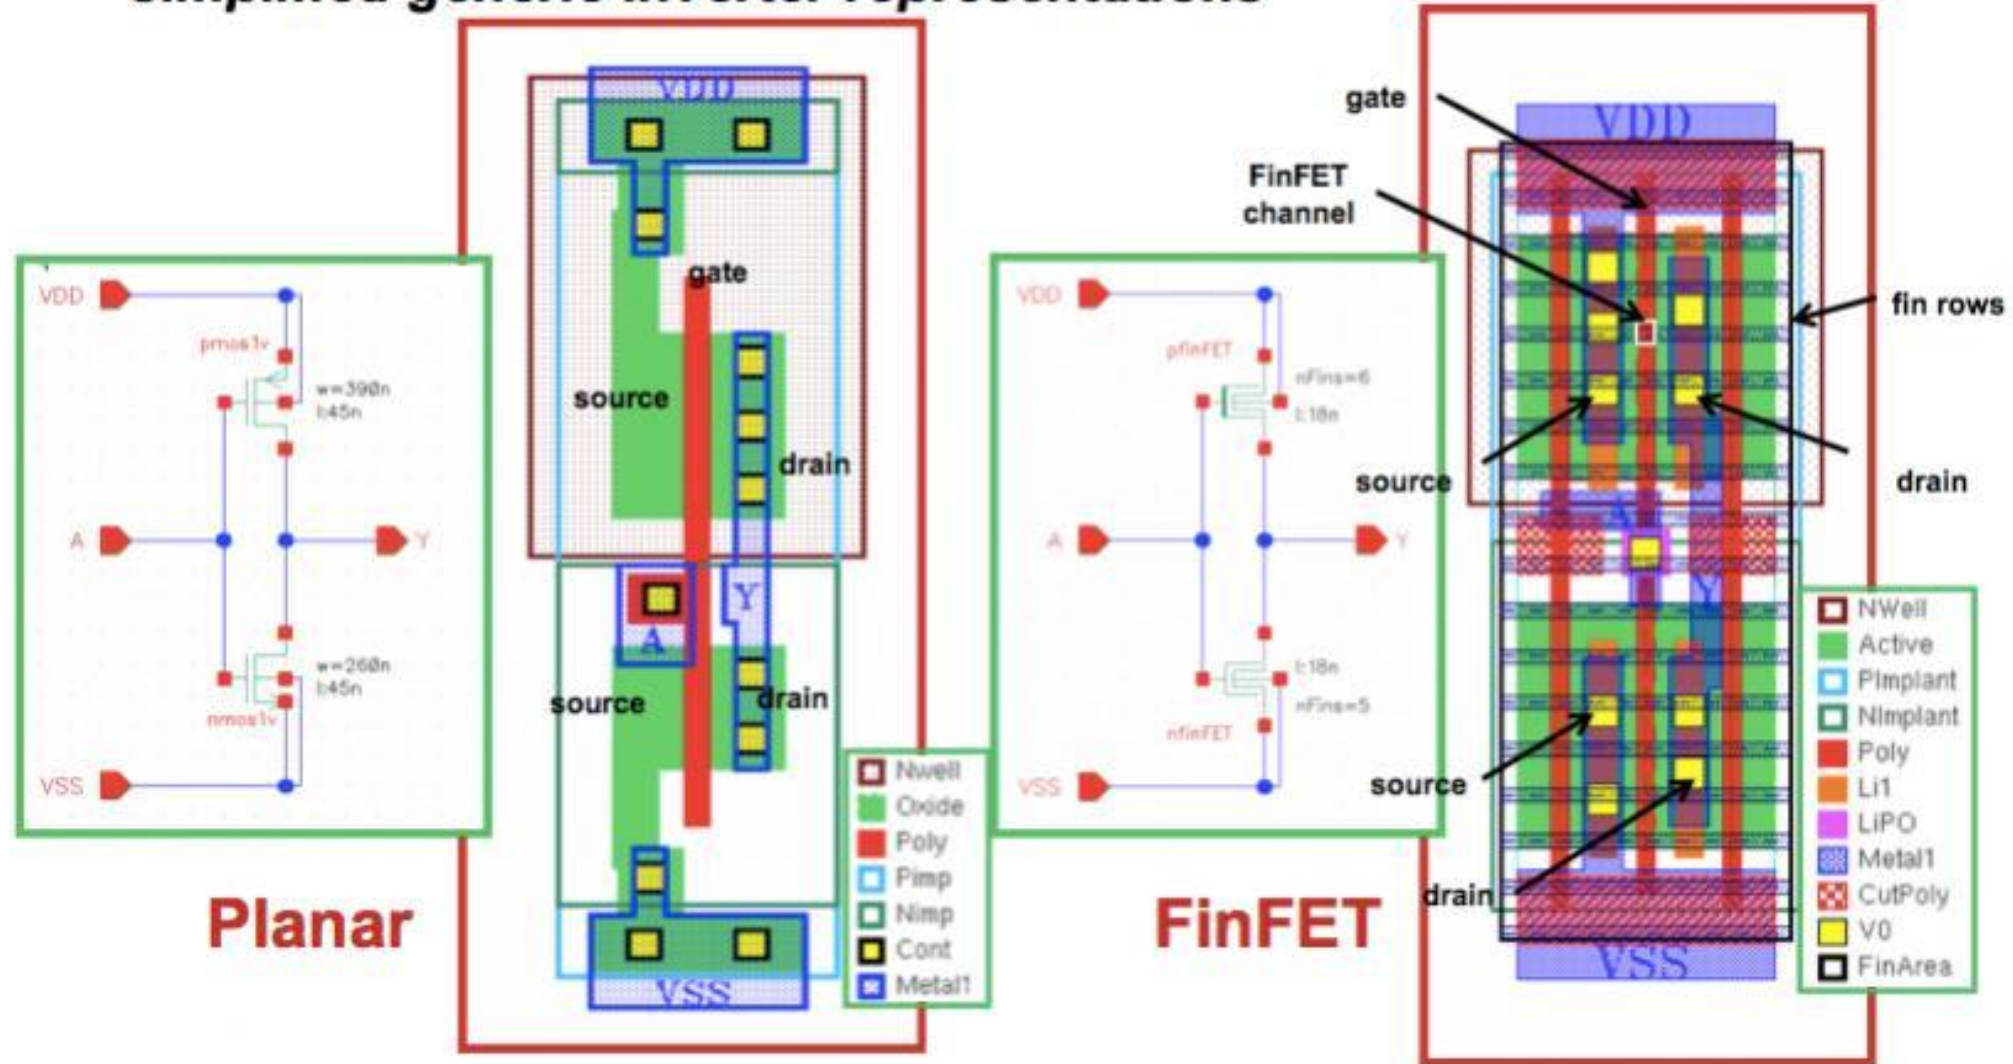 simplified generic inverter representations
VDD
pmos1v
w=390n
l:45n
A
Y
w=260n
l:45n
nmos1v
VSS
Planar
VDD
gate
source
drain
Y
A
source
drain
VSS
Nwell
Oxide
Poly
Pimp
Nimp
Cont
Metal1
VDD
pfinFET
nFins=6
l:18n
A
Y
l:18n
nFins=5
nfinFET
VSS
FinFET
gate
FinFET
channel
VDD
fin rows
source
drain
A
Y
source
drain
VSS
NWell
Active
PImplant
NImplant
Poly
Li1
LiPO
Metal1
CutPoly
V0
FinArea